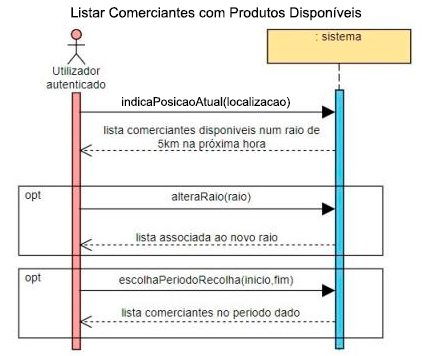 Listar Comerciantes com Produtos Disponíveis
: sistema
Utilizador
autenticado
indicaPosicaoAtual(localizacao)
lista comerciantes disponiveis num raio de
5km na próxima hora
opt
alteraRaio(raio)
lista associada ao novo raio
opt
escolhaPeriodoRecolha(inicio,fim)
lista comerciantes no periodo dado